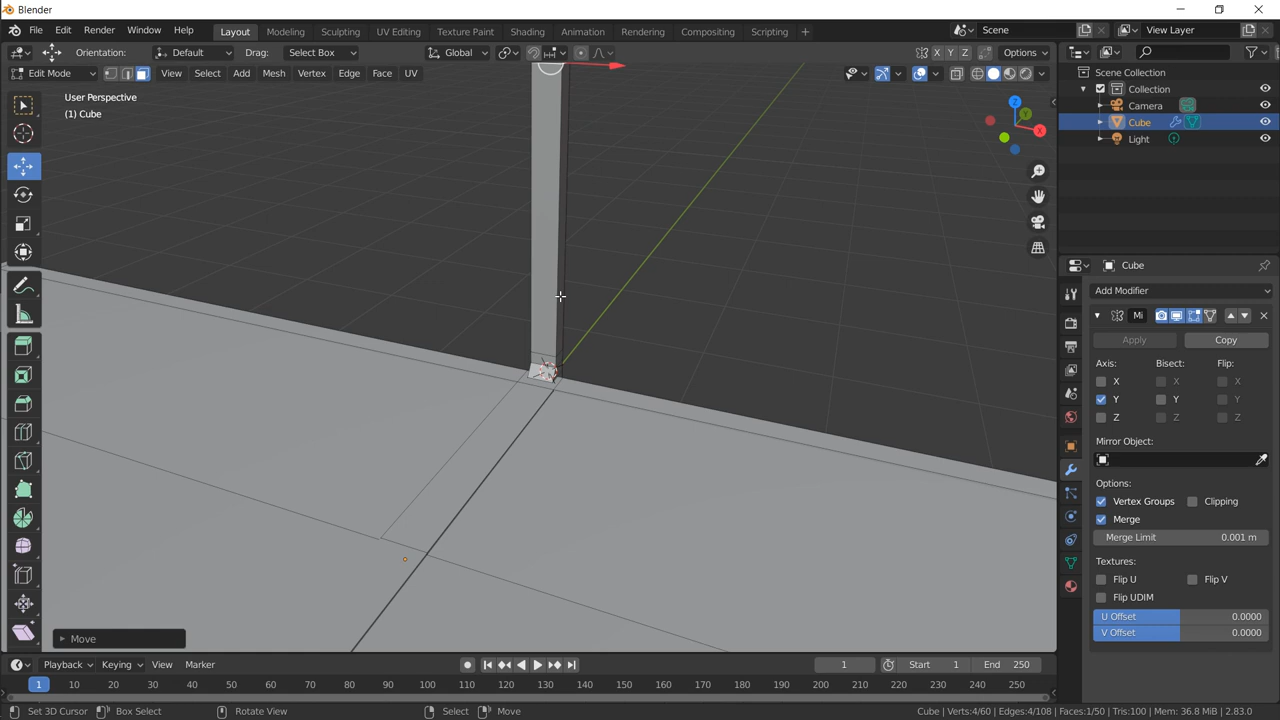 Blender
File Edit Render Window Help Layout Modeling Sculpting UV Editing Texture Paint Shading Animation Rendering Compositing Scripting + Scene View Layer
Orientation: Default Drag: Select Box Global X Y Z Options
Edit Mode View Select Add Mesh Vertex Edge Face UV
User Perspective
(1) Cube
Z
Y
X
Scene Collection
Collection
Camera
Cube
Light
Cube
Add Modifier
Mi
Apply Copy
Axis: Bisect: Flip:
X X X
Y Y Y
Z Z Z
Mirror Object:
Options:
Vertex Groups Clipping
Merge
Merge Limit 0.001 m
Textures:
Flip U Flip V
Flip UDIM
U Offset 0.0000
V Offset 0.0000
Move
Playback Keying View Marker 1 Start 1 End 250
1 10 20 30 40 50 60 70 80 90 100 110 120 130 140 150 160 170 180 190 200 210 220 230 240 250
Set 3D Cursor Box Select Rotate View Select Move Cube | Verts:4/60 | Edges:4/108 | Faces:1/50 | Tris:100 | Mem: 36.8 MiB | 2.83.0